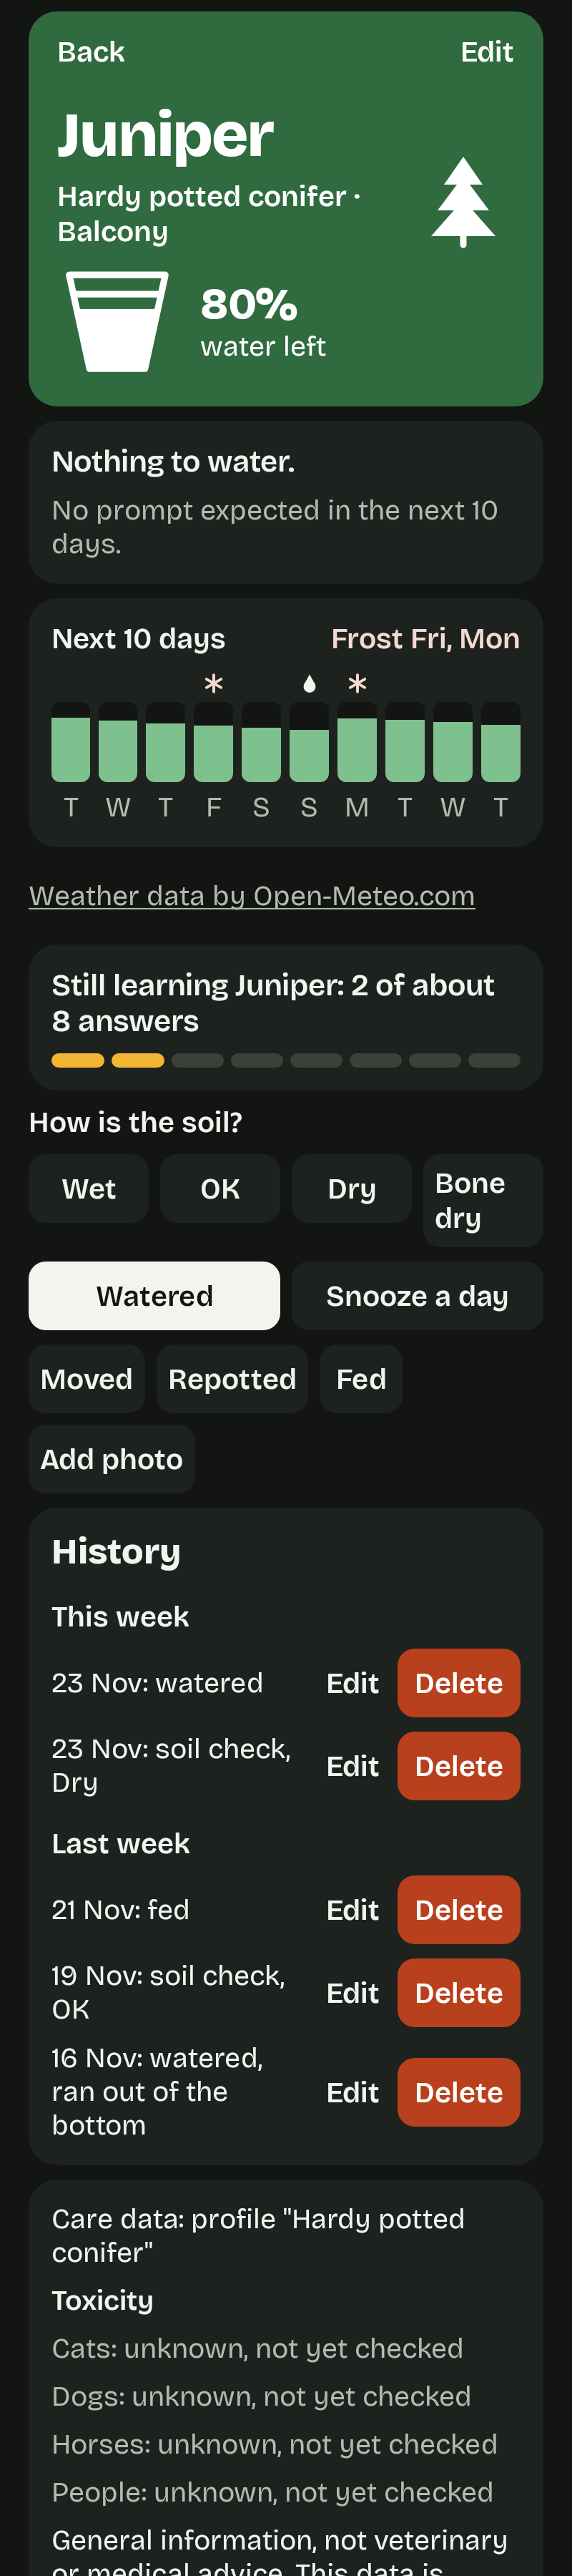 Back
Edit
Juniper
Hardy potted conifer ·
Balcony
80%
water left
Nothing to water.
No prompt expected in the next 10
days.
Next 10 days
Frost Fri, Mon
T W T F S S M T W T
Weather data by Open-Meteo.com
Still learning Juniper: 2 of about
8 answers
How is the soil?
Wet
OK
Dry
Bone
dry
Watered
Snooze a day
Moved
Repotted
Fed
Add photo
History
This week
23 Nov: watered
Edit
Delete
23 Nov: soil check,
Dry
Edit
Delete
Last week
21 Nov: fed
Edit
Delete
19 Nov: soil check,
OK
Edit
Delete
16 Nov: watered,
ran out of the
bottom
Edit
Delete
Care data: profile "Hardy potted
conifer"
Toxicity
Cats: unknown, not yet checked
Dogs: unknown, not yet checked
Horses: unknown, not yet checked
People: unknown, not yet checked
General information, not veterinary
or medical advice. This data is